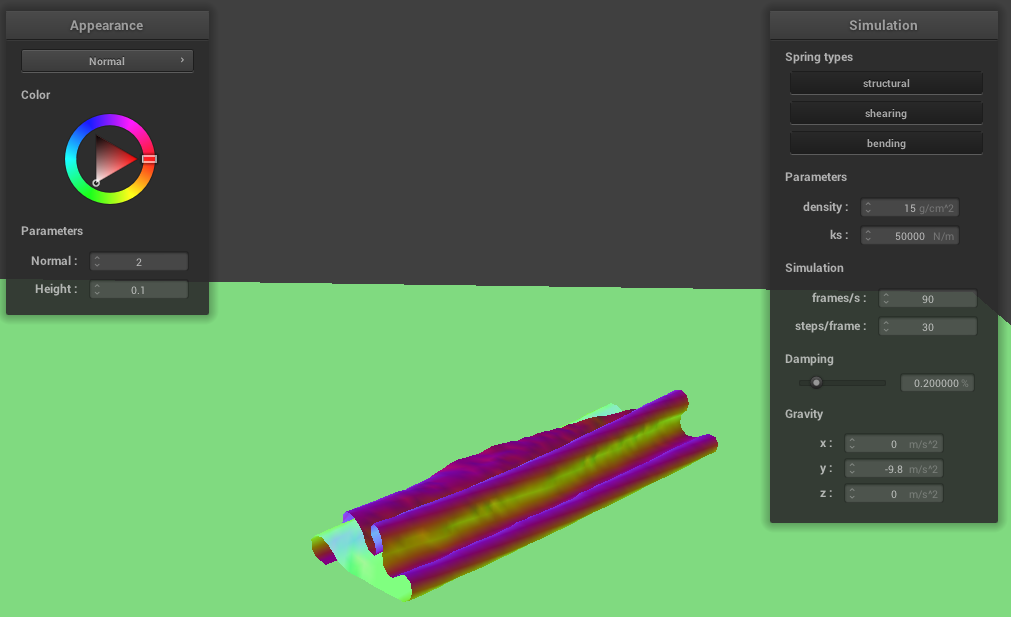 Appearance
Normal
Color
Parameters
Normal :
2
Height :
0.1
Simulation
Spring types
structural
shearing
bending
Parameters
density :
15 g/cm^2
ks :
50000 N/m
Simulation
frames/s :
90
steps/frame :
30
Damping
0.200000 %
Gravity
x :
0 m/s^2
y :
-9.8 m/s^2
z :
0 m/s^2